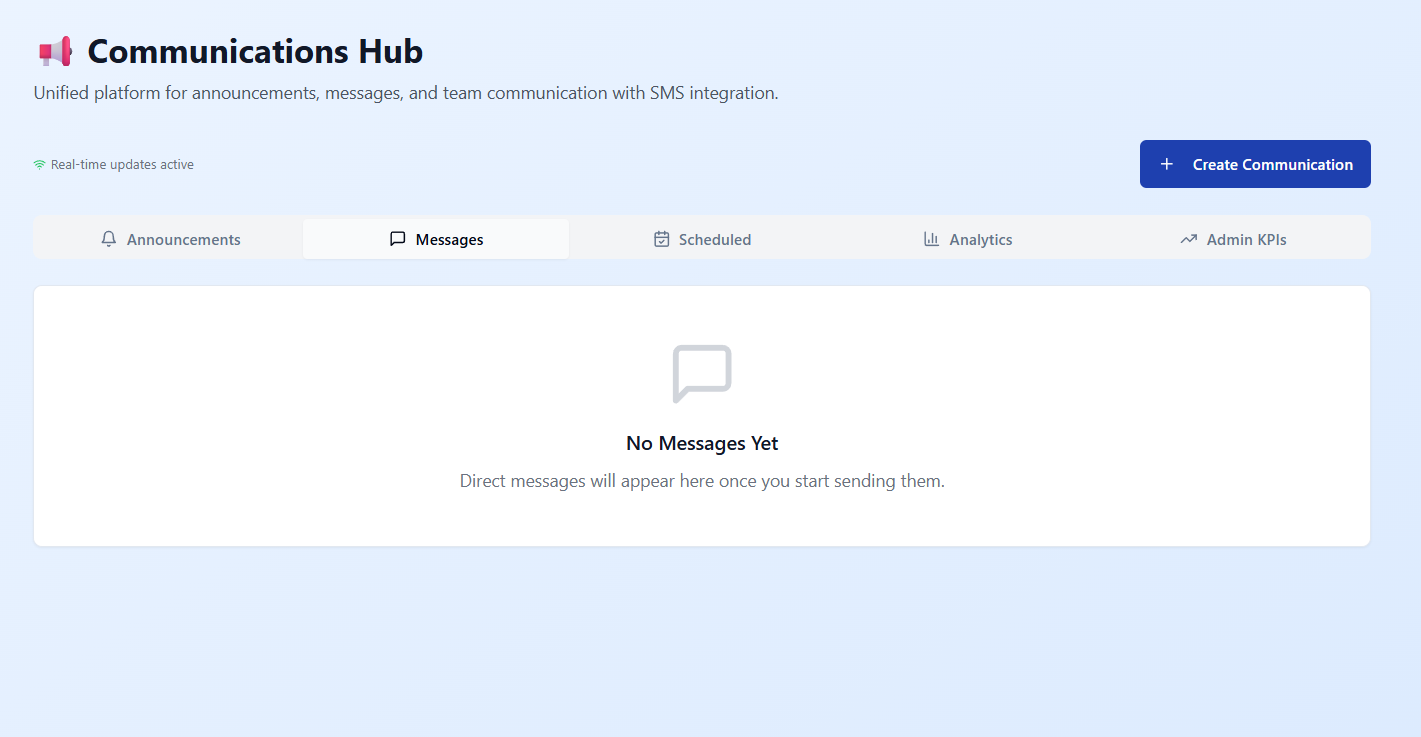 Communications Hub
Unified platform for announcements, messages, and team communication with SMS integration.
Real-time updates active
+ Create Communication
Announcements
Messages
Scheduled
Analytics
Admin KPIs
No Messages Yet
Direct messages will appear here once you start sending them.